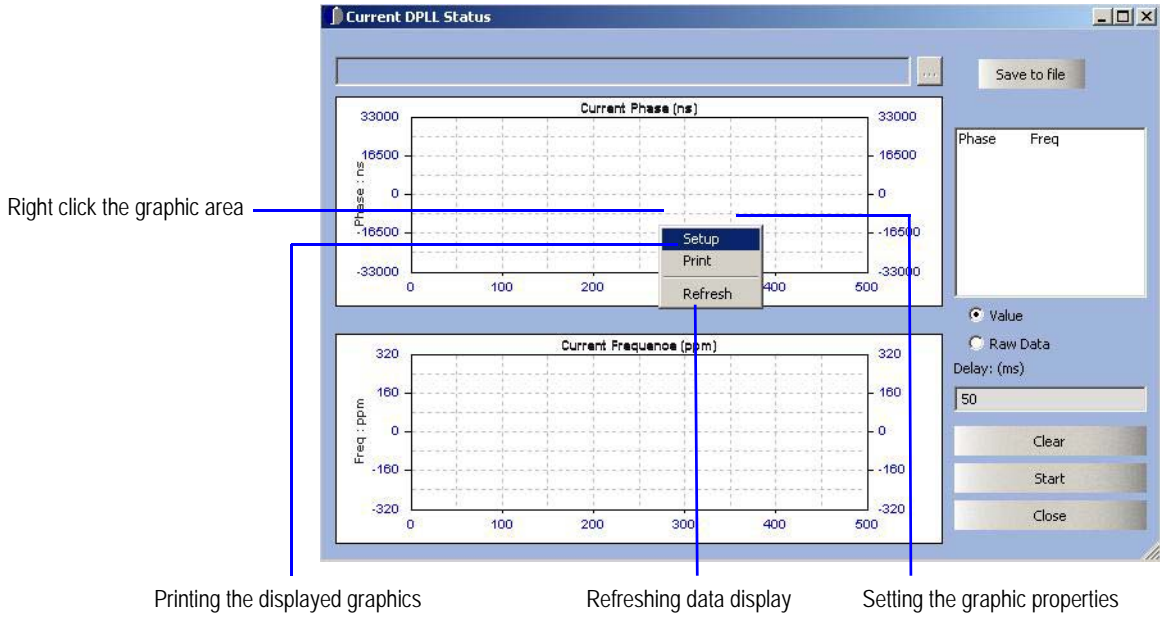 Current DPLL Status
...
Save to file
Current Phase (ns)
33000
33000
16500
16500
Phase : ns
0
0
-16500
-16500
-33000
-33000
0
100
200
400
500
Phase Freq
Right click the graphic area
Setup
Print
Refresh
Value
Raw Data
Delay: (ms)
50
Current Frequence (ppm)
320
320
160
160
Freq : ppm
0
0
-160
-160
-320
-320
0
100
200
300
400
500
Clear
Start
Close
Printing the displayed graphics
Refreshing data display
Setting the graphic properties